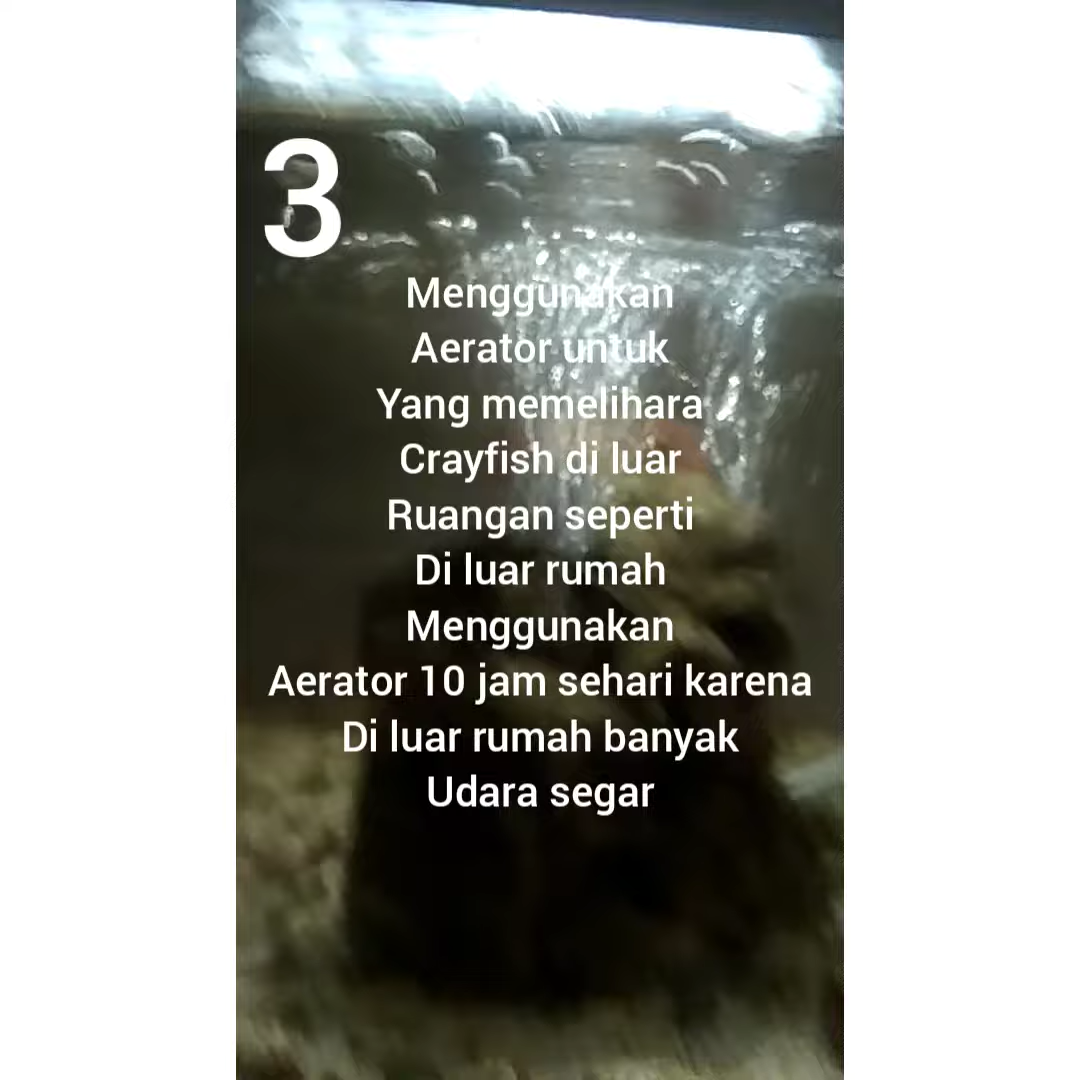 3
Menggunakan
Aerator untuk
Yang memelihara
Crayfish di luar
Ruangan seperti
Di luar rumah
Menggunakan
Aerator 10 jam sehari karena
Di luar rumah banyak
Udara segar